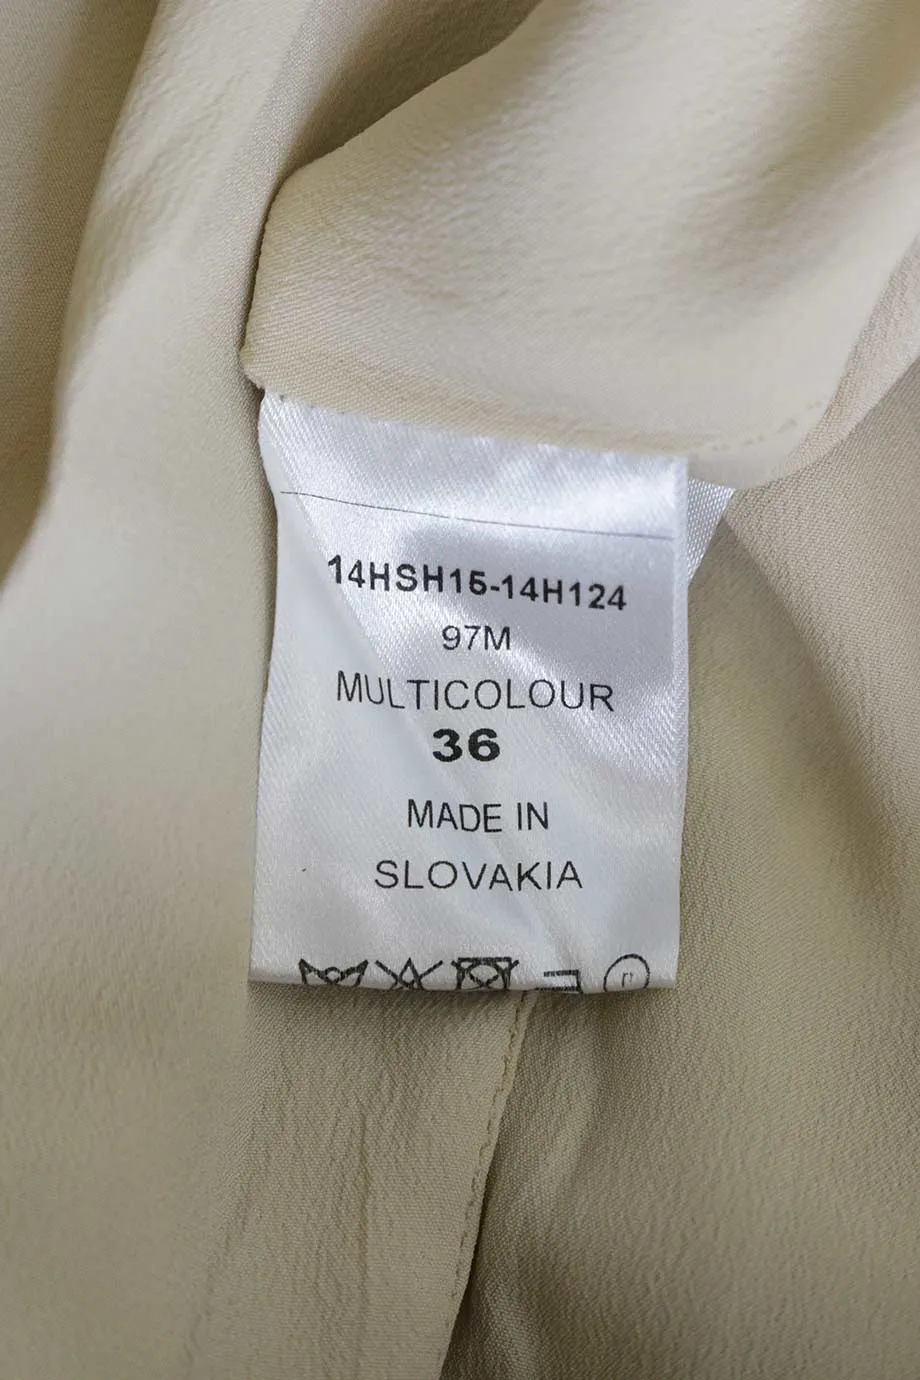 14HSH15-14H124
97M
MULTICOLOUR
36
MADE IN
SLOVAKIA